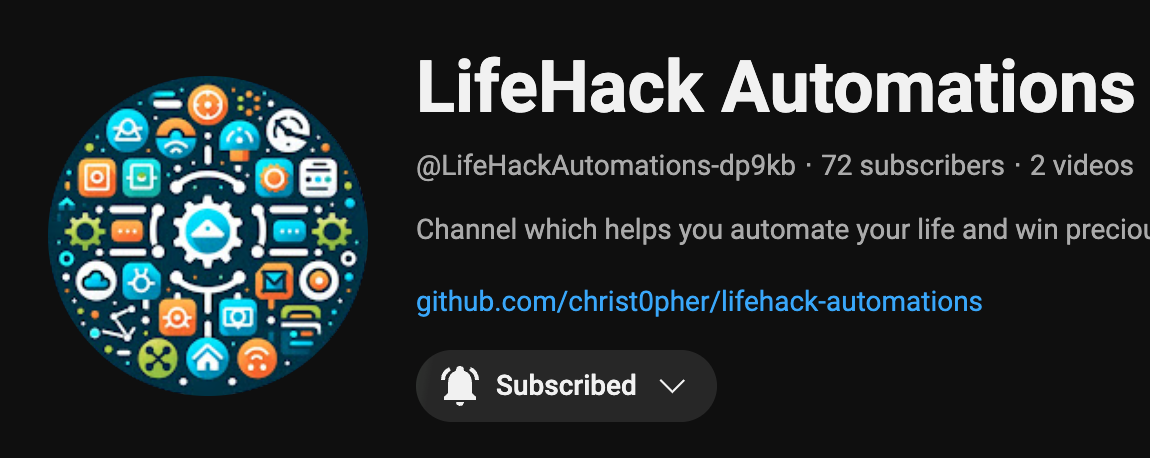 LifeHack Automations
@LifeHackAutomations-dp9kb · 72 subscribers · 2 videos
Channel which helps you automate your life and win preciou
github.com/christ0pher/lifehack-automations
Subscribed